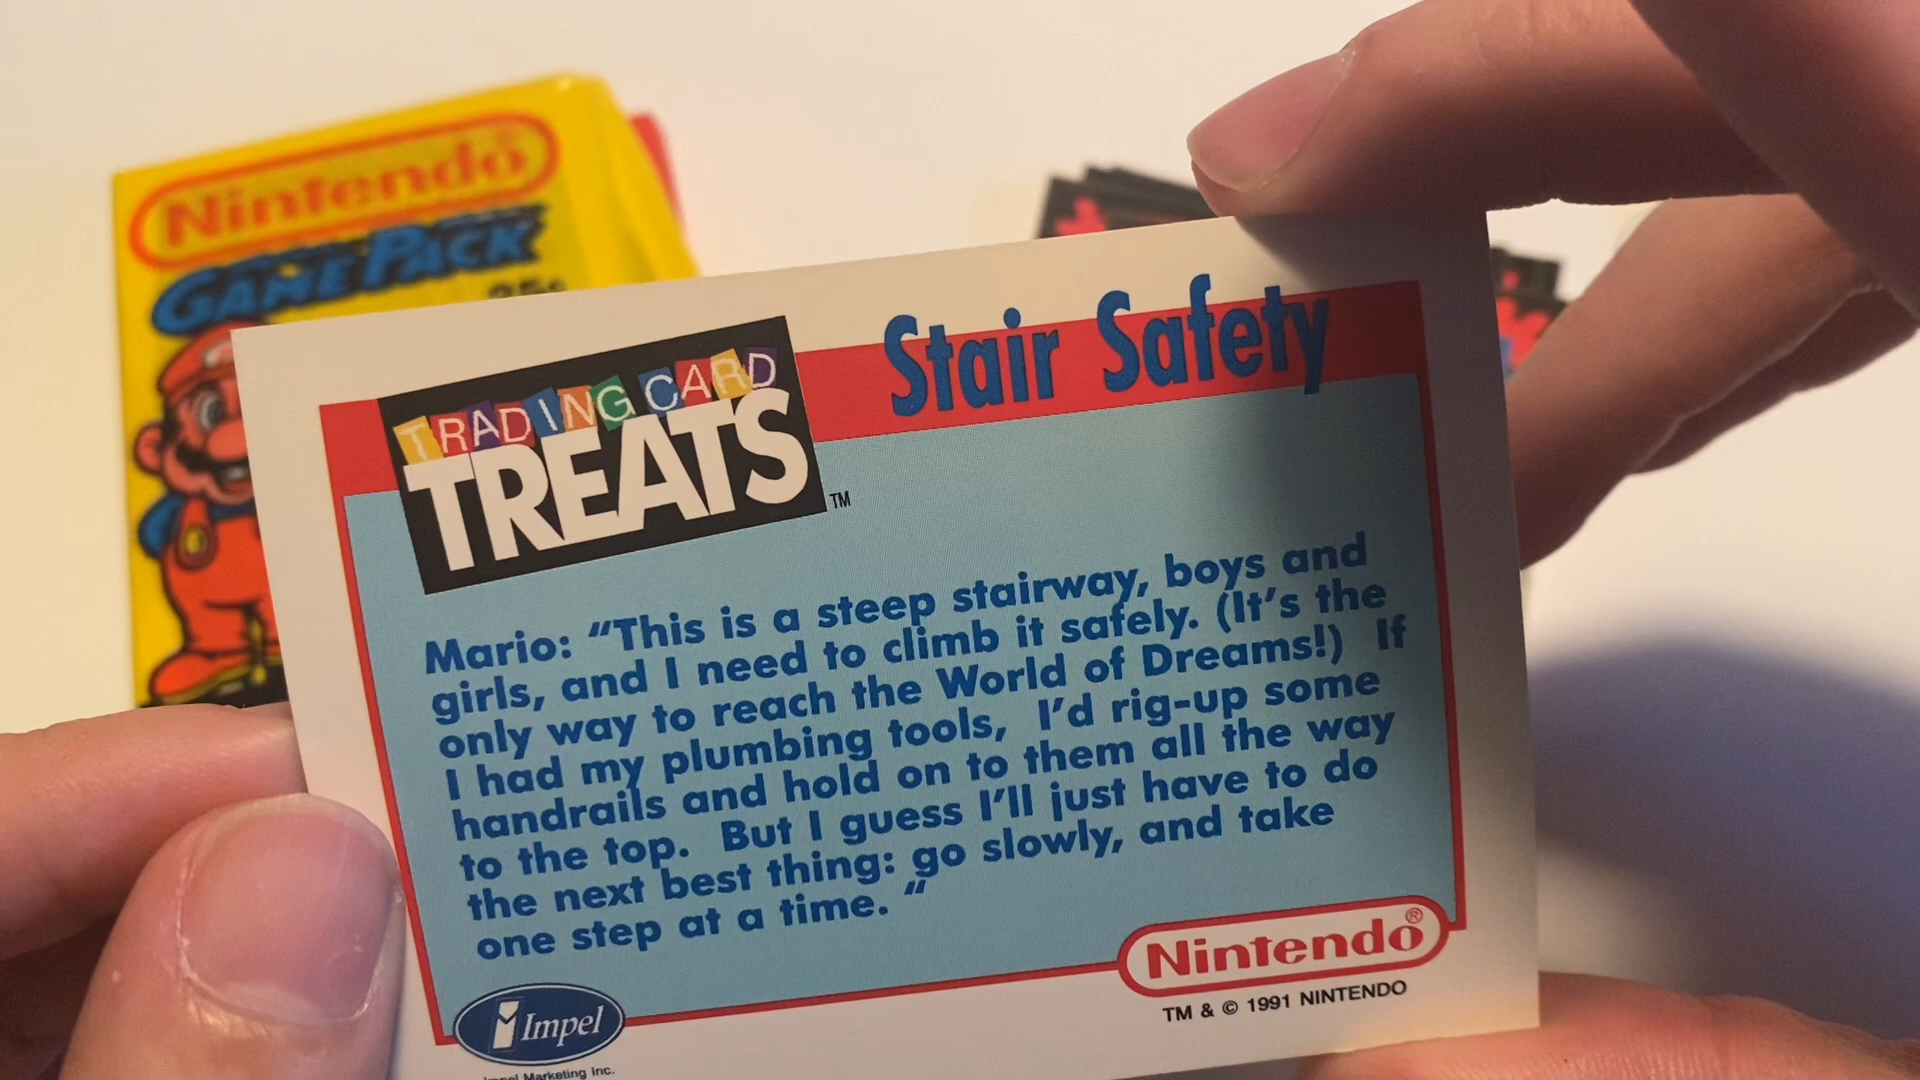 Nintendo®
GAME PACK
25¢
TRADING CARD
TREATS™
Stair Safety
Mario: “This is a steep stairway, boys and
girls, and I need to climb it safely. (It’s the
only way to reach the World of Dreams!) If
I had my plumbing tools, I’d rig-up some
handrails and hold on to them all the way
to the top. But I guess I’ll just have to do
the next best thing: go slowly, and take
one step at a time. “
Nintendo®
TM & © 1991 NINTENDO
Impel
Impel Marketing Inc.